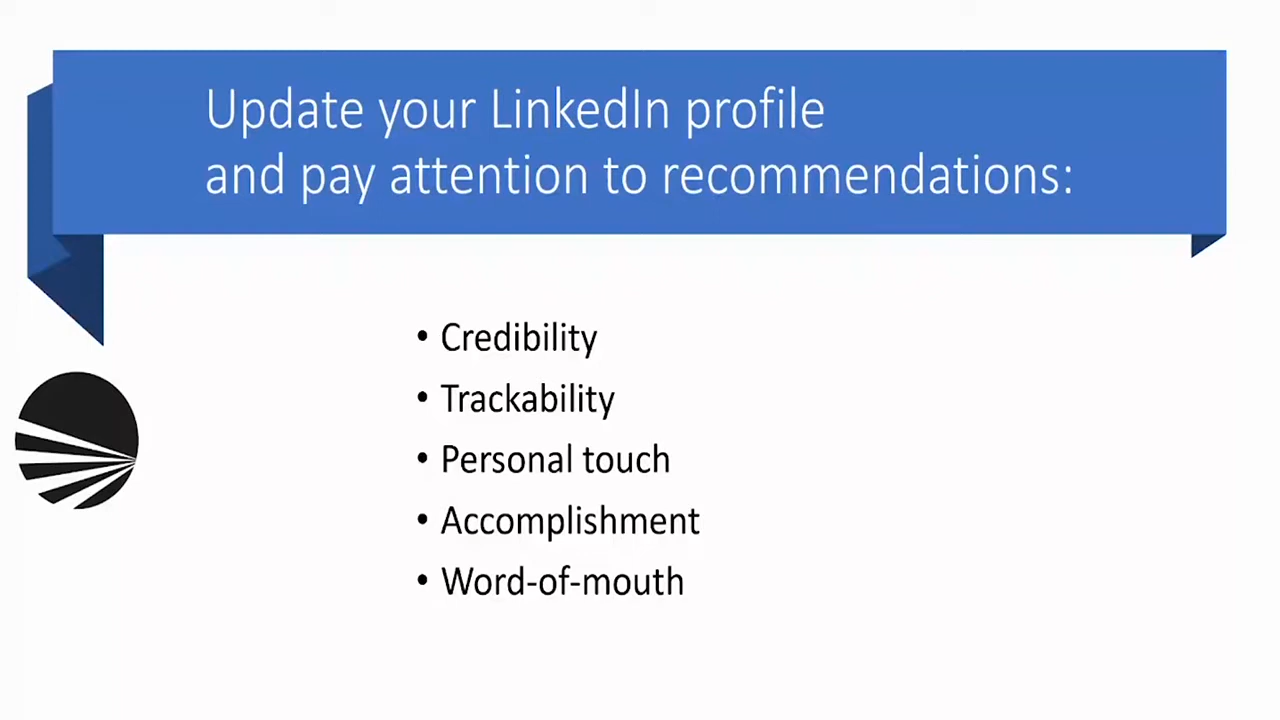 Update your LinkedIn profile
and pay attention to recommendations:
• Credibility
• Trackability
• Personal touch
• Accomplishment
• Word-of-mouth